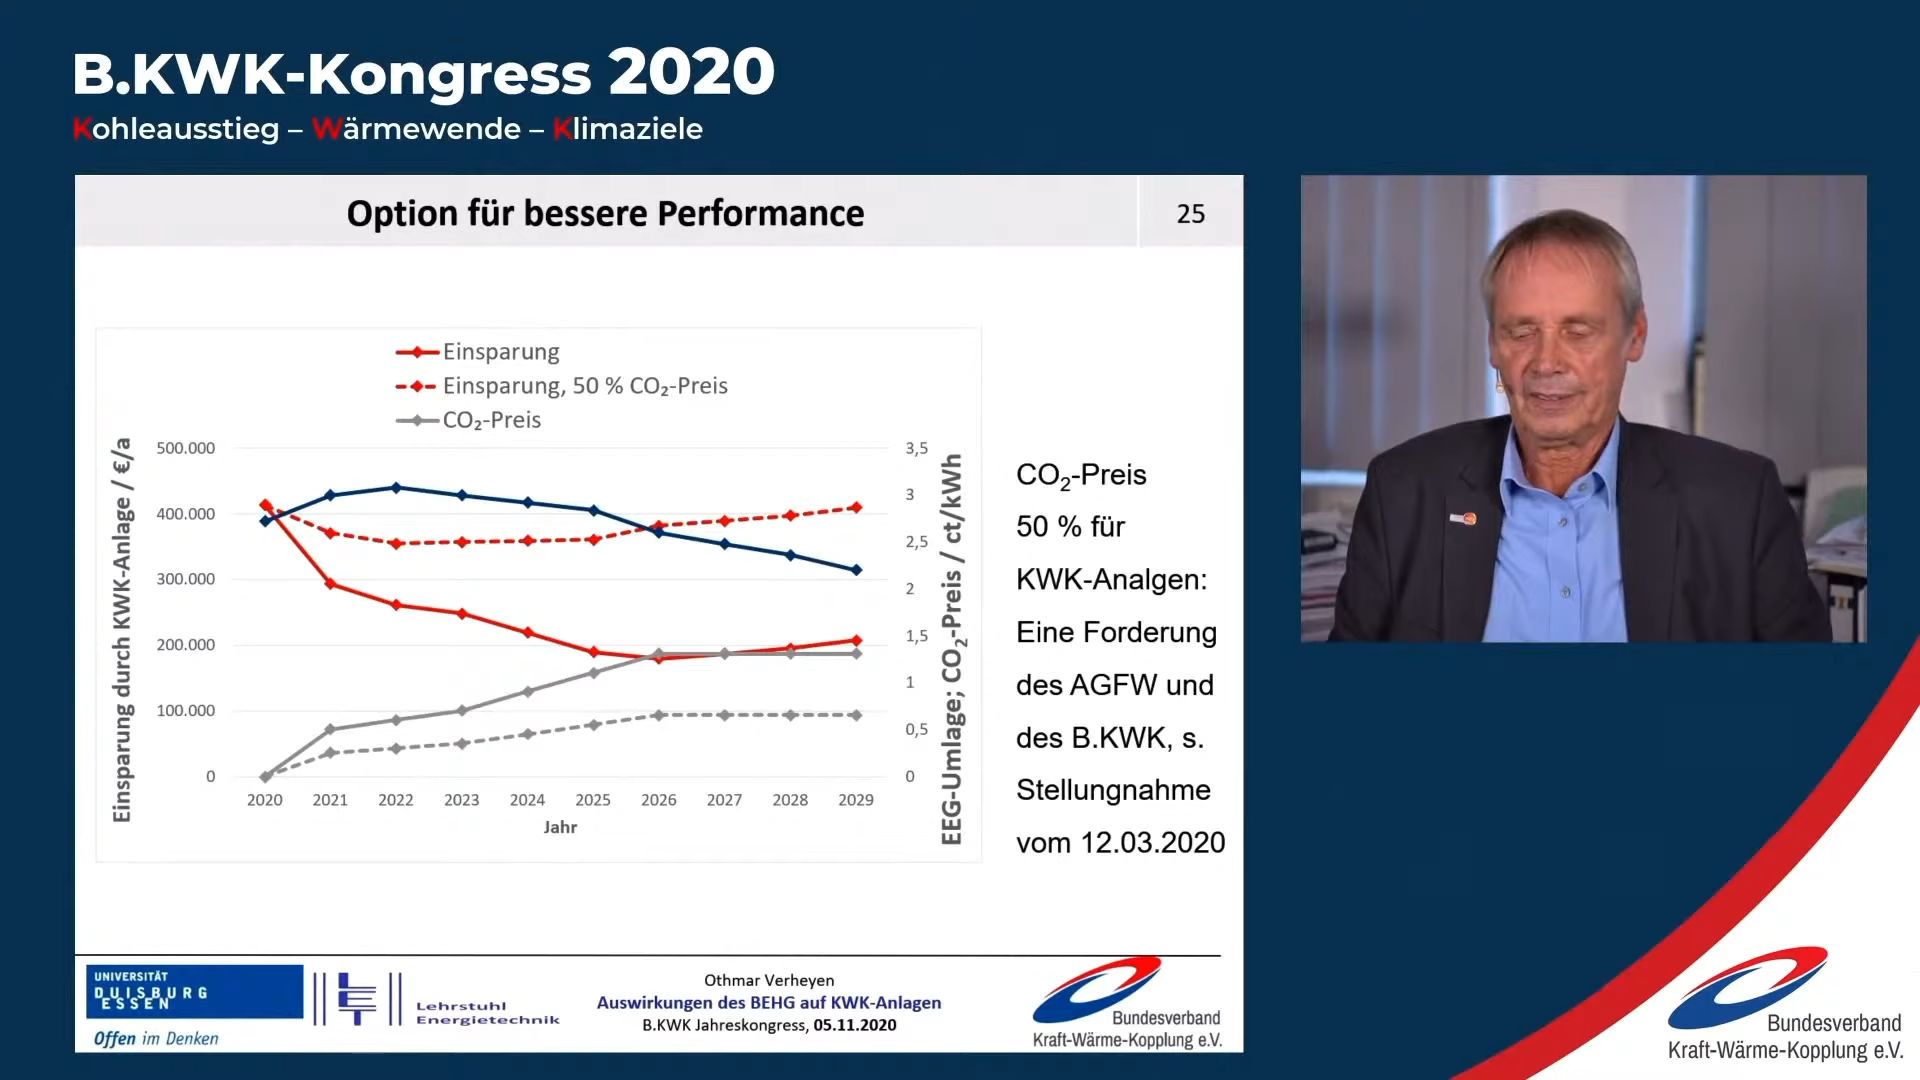 B.KWK-Kongress 2020
Kohleausstieg – Wärmewende – Klimaziele
Option für bessere Performance
25
Einsparung
Einsparung, 50 % CO₂-Preis
CO₂-Preis
Einsparung durch KWK-Anlage / €/a
500.000
400.000
300.000
200.000
100.000
0
3,5
3
2,5
2
1,5
1
0,5
0
EEG-Umlage; CO₂-Preis / ct/kWh
2020 2021 2022 2023 2024 2025 2026 2027 2028 2029
Jahr
CO₂-Preis
50 % für
KWK-Analgen:
Eine Forderung
des AGFW und
des B.KWK, s.
Stellungnahme
vom 12.03.2020
UNIVERSITÄT
DUISBURG
ESSEN
Offen im Denken
LET
Lehrstuhl
Energietechnik
Othmar Verheyen
Auswirkungen des BEHG auf KWK-Anlagen
B.KWK Jahreskongress, 05.11.2020
Bundesverband
Kraft-Wärme-Kopplung e.V.
Bundesverband
Kraft-Wärme-Kopplung e.V.